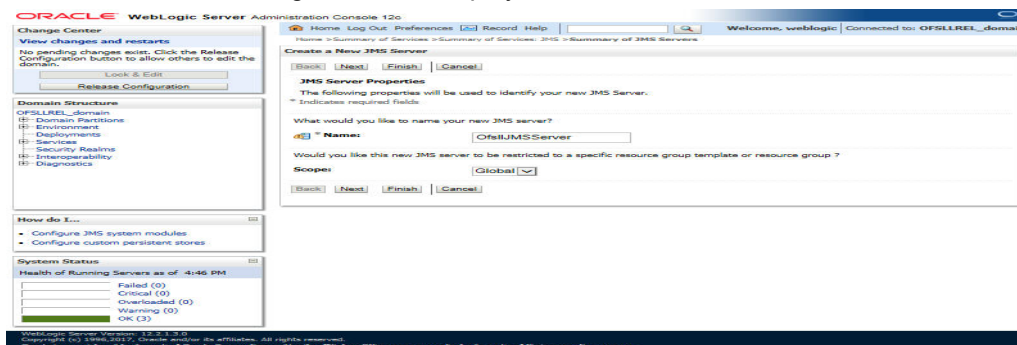 ORACLE WebLogic Server Administration Console 12c
Change Center
View changes and restarts
No pending changes exist. Click the Release
Configuration button to allow others to edit the
domain.
Lock & Edit
Release Configuration
Domain Structure
OFSLLREL_domain
Domain Partitions
Environment
Deployments
Services
Security Realms
Interoperability
Diagnostics
How do I...
Configure JMS system modules
Configure custom persistent stores
System Status
Health of Running Servers as of 4:46 PM
Failed (0)
Critical (0)
Overloaded (0)
Warning (0)
OK (3)
Home Log Out Preferences Record Help
Welcome, weblogic Connected to: OFSLLREL_domai
Home >Summary of Services >Summary of Services: JMS >Summary of JMS Servers
Create a New JMS Server
Back Next Finish Cancel
JMS Server Properties
The following properties will be used to identify your new JMS Server.
* Indicates required fields
What would you like to name your new JMS server?
* Name: OfsllJMSServer
Would you like this new JMS server to be restricted to a specific resource group template or resource group ?
Scope: Global
Back Next Finish Cancel
WebLogic Server Version: 12.2.1.3.0
Copyright (c) 1996,2017, Oracle and/or its affiliates. All rights reserved.